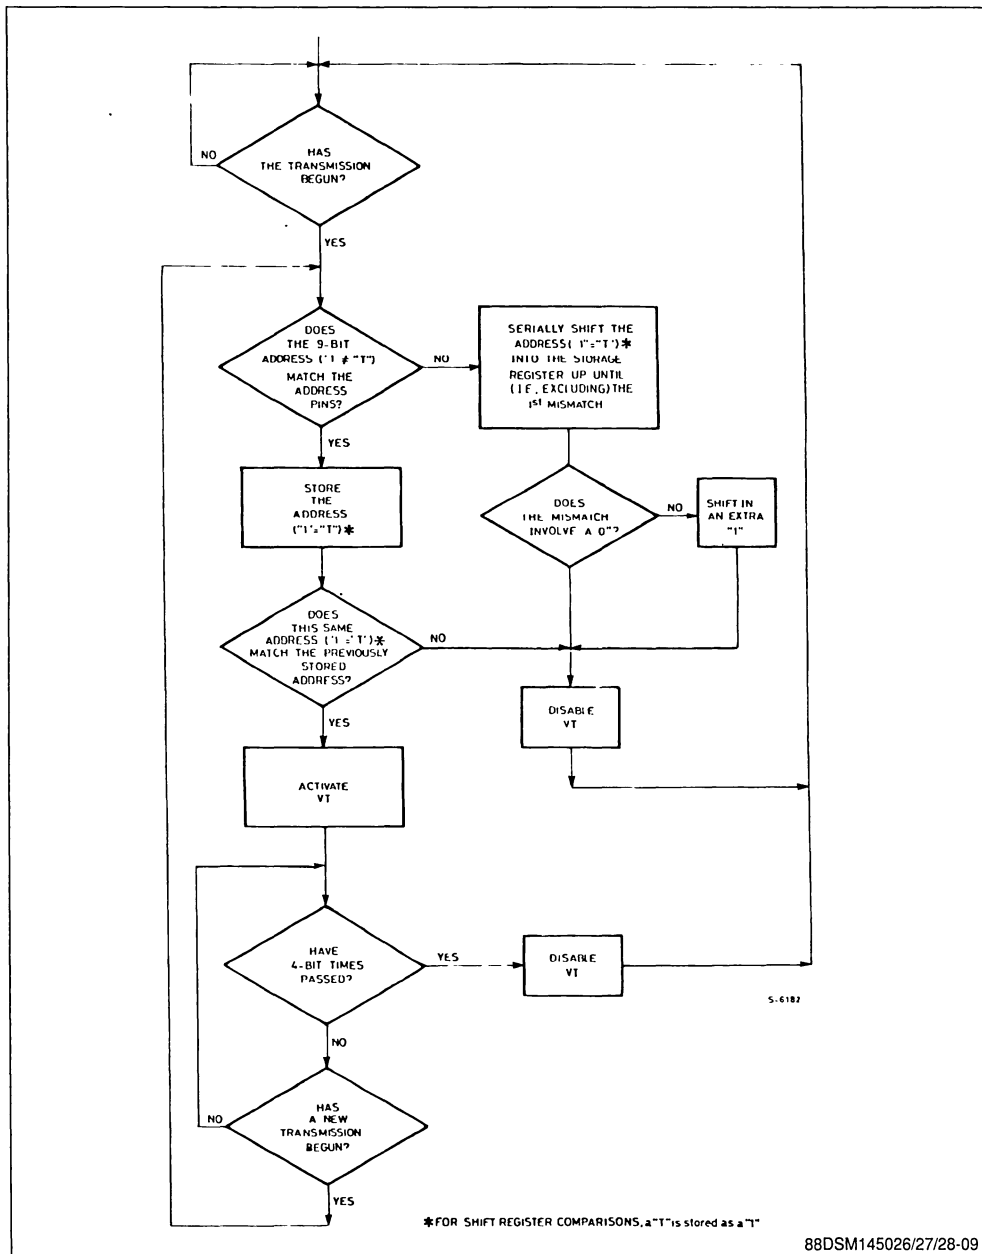 HAS
THE TRANSMISSION
BEGUN?
NO
YES
DOES
THE 9-BIT
ADDRESS ('1 ≠ "T")
MATCH THE
ADDRESS
PINS?
NO
SERIALLY SHIFT THE
ADDRESS( 1"="T')*
INTO THE STORAGE
REGISTER UP UNTIL
(I E, EXCLUDING) THE
1st MISMATCH
YES
STORE
THE
ADDRESS
("1'="T")*
DOES
THE MISMATCH
INVOLVE A 0"?
NO
SHIFT IN
AN EXTRA
"1"
DOES
THIS SAME
ADDRESS ('1 ='T')*
MATCH THE PREVIOUSLY
STORED
ADDRESS?
NO
YES
DISABLE
VT
ACTIVATE
VT
HAVE
4-BIT TIMES
PASSED?
YES
DISABLE
VT
S-6182
NO
HAS
A NEW
TRANSMISSION
BEGUN?
NO
YES
*FOR SHIFT REGISTER COMPARISONS, a "T" is stored as a "1"
88DSM145026/27/28-09